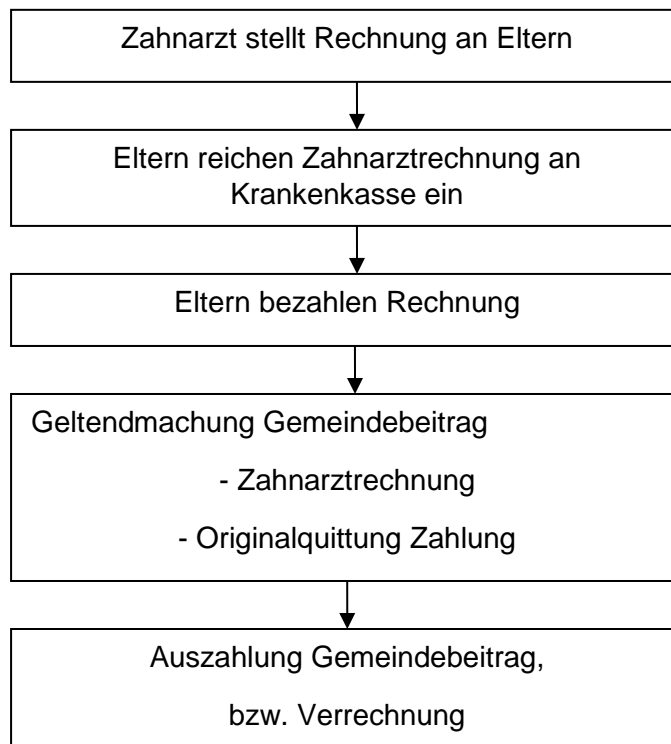 Zahnarzt stellt Rechnung an Eltern
Eltern reichen Zahnarztrechnung an
Krankenkasse ein
Eltern bezahlen Rechnung
Geltendmachung Gemeindebeitrag
- Zahnarztrechnung
- Originalquittung Zahlung
Auszahlung Gemeindebeitrag,
bzw. Verrechnung